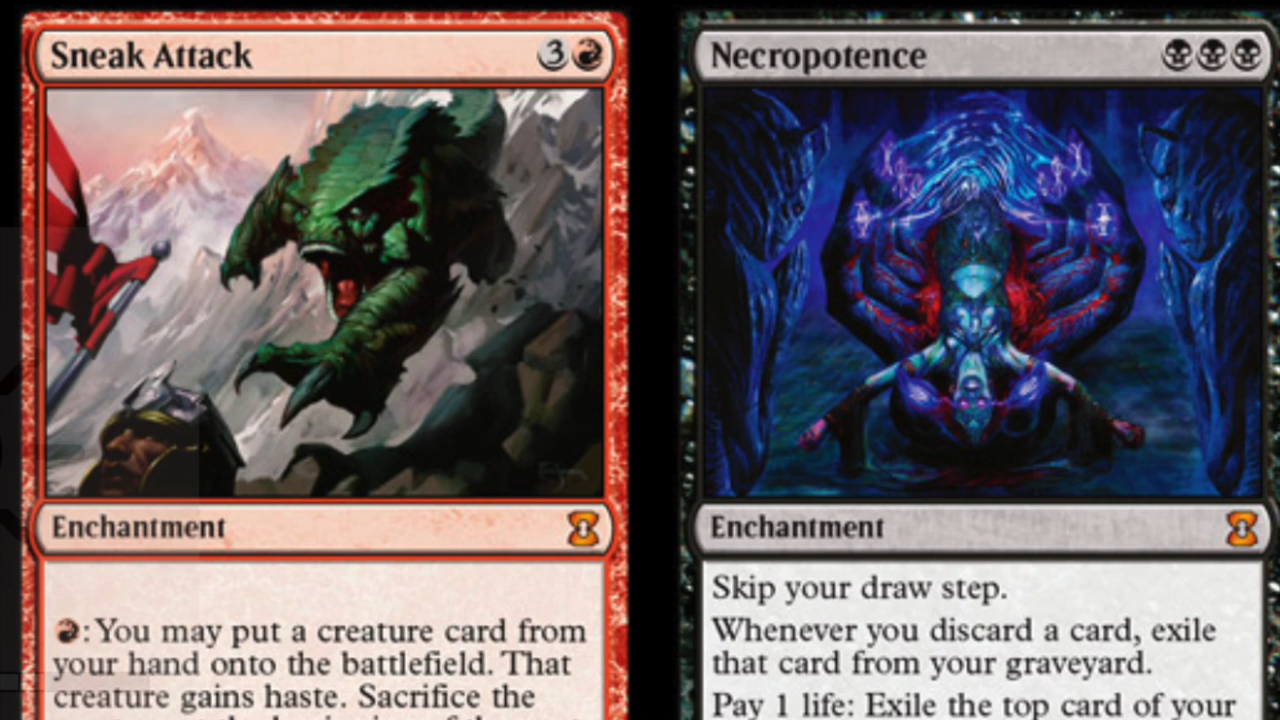 Sneak Attack
3
Enchantment
: You may put a creature card from
your hand onto the battlefield. That
creature gains haste. Sacrifice the
Necropotence
Enchantment
Skip your draw step.
Whenever you discard a card, exile
that card from your graveyard.
Pay 1 life: Exile the top card of your